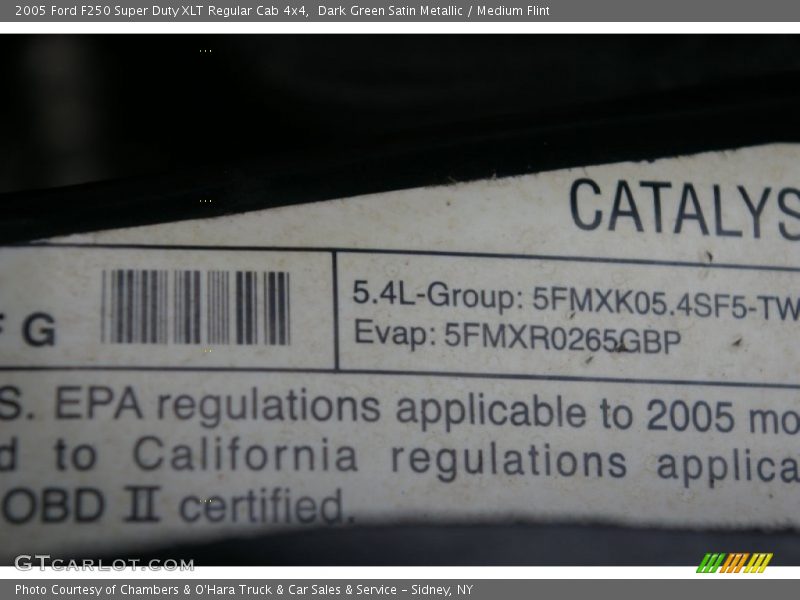 2005 Ford F250 Super Duty XLT Regular Cab 4x4, Dark Green Satin Metallic / Medium Flint
CATALYS
G
5.4L-Group: 5FMXK05.4SF5-TW
Evap: 5FMXR0265GBP
S. EPA regulations applicable to 2005 mo
d to California regulations applica
OBD II certified.
GTCARLOT.COM
Photo Courtesy of Chambers & O'Hara Truck & Car Sales & Service - Sidney, NY